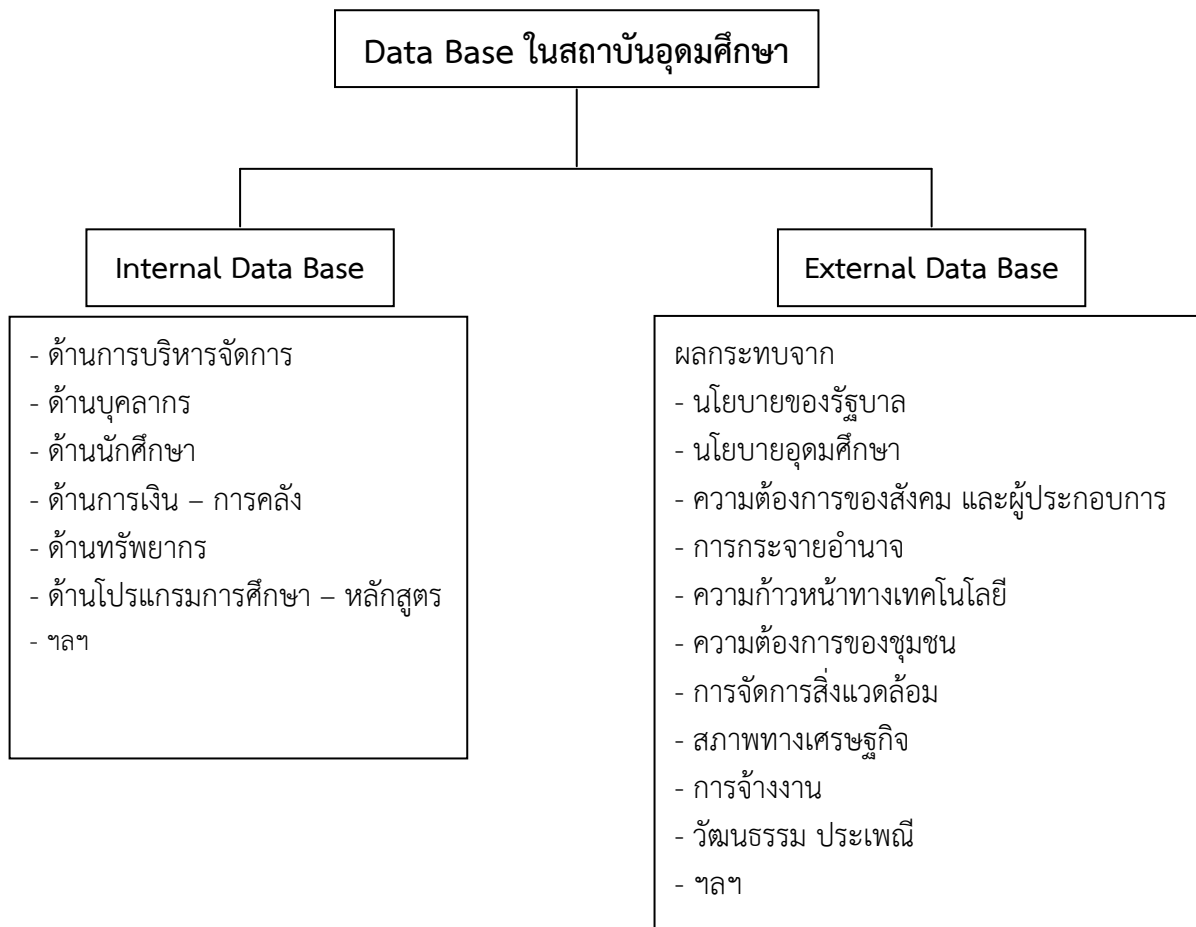 Data Base ในสถาบันอุดมศึกษา
Internal Data Base
- ด้านการบริหารจัดการ
- ด้านบุคลากร
- ด้านนักศึกษา
- ด้านการเงิน – การคลัง
- ด้านทรัพยากร
- ด้านโปรแกรมการศึกษา – หลักสูตร
- ฯลฯ
External Data Base
ผลกระทบจาก
- นโยบายของรัฐบาล
- นโยบายอุดมศึกษา
- ความต้องการของสังคม และผู้ประกอบการ
- การกระจายอำนาจ
- ความก้าวหน้าทางเทคโนโลยี
- ความต้องการของชุมชน
- การจัดการสิ่งแวดล้อม
- สภาพทางเศรษฐกิจ
- การจ้างงาน
- วัฒนธรรม ประเพณี
- ฯลฯ